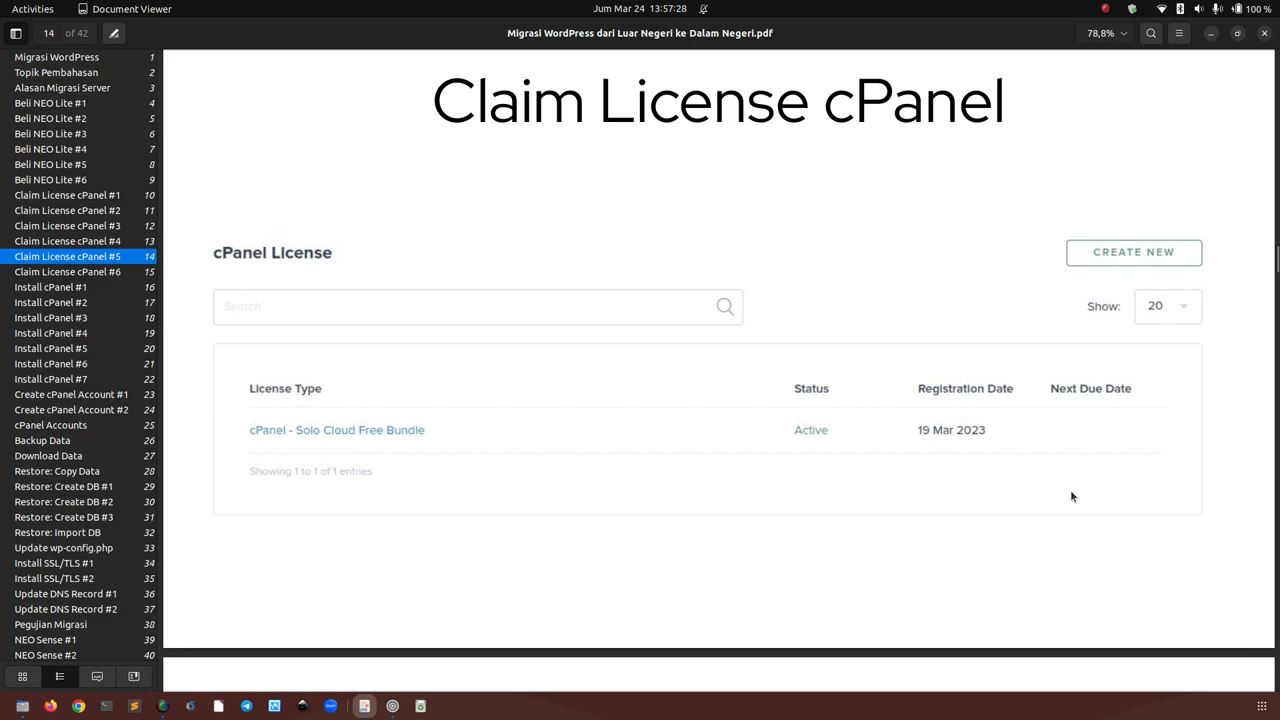 Activities
Document Viewer
Jum Mar 24 13:57:28
100 %
14 of 42
Migrasi WordPress dari Luar Negeri ke Dalam Negeri.pdf
78,8%
Migrasi WordPress 1
Topik Pembahasan 2
Alasan Migrasi Server 3
Beli NEO Lite #1 4
Beli NEO Lite #2 5
Beli NEO Lite #3 6
Beli NEO Lite #4 7
Beli NEO Lite #5 8
Beli NEO Lite #6 9
Claim License cPanel #1 10
Claim License cPanel #2 11
Claim License cPanel #3 12
Claim License cPanel #4 13
Claim License cPanel #5 14
Claim License cPanel #6 15
Install cPanel #1 16
Install cPanel #2 17
Install cPanel #3 18
Install cPanel #4 19
Install cPanel #5 20
Install cPanel #6 21
Install cPanel #7 22
Create cPanel Account #1 23
Create cPanel Account #2 24
cPanel Accounts 25
Backup Data 26
Download Data 27
Restore: Copy Data 28
Restore: Create DB #1 29
Restore: Create DB #2 30
Restore: Create DB #3 31
Restore: Import DB 32
Update wp-config.php 33
Install SSL/TLS #1 34
Install SSL/TLS #2 35
Update DNS Record #1 36
Update DNS Record #2 37
Pegujian Migrasi 38
NEO Sense #1 39
NEO Sense #2 40
Claim License cPanel
cPanel License
CREATE NEW
Search
Show: 20
License Type Status Registration Date Next Due Date
cPanel - Solo Cloud Free Bundle Active 19 Mar 2023
Showing 1 to 1 of 1 entries